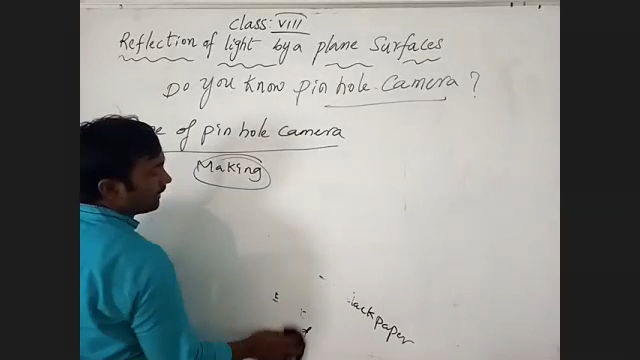 Class: VIII
Reflection of light by a plane Surfaces
Do you know pin hole camera ?
of pin hole camera
Making
paper